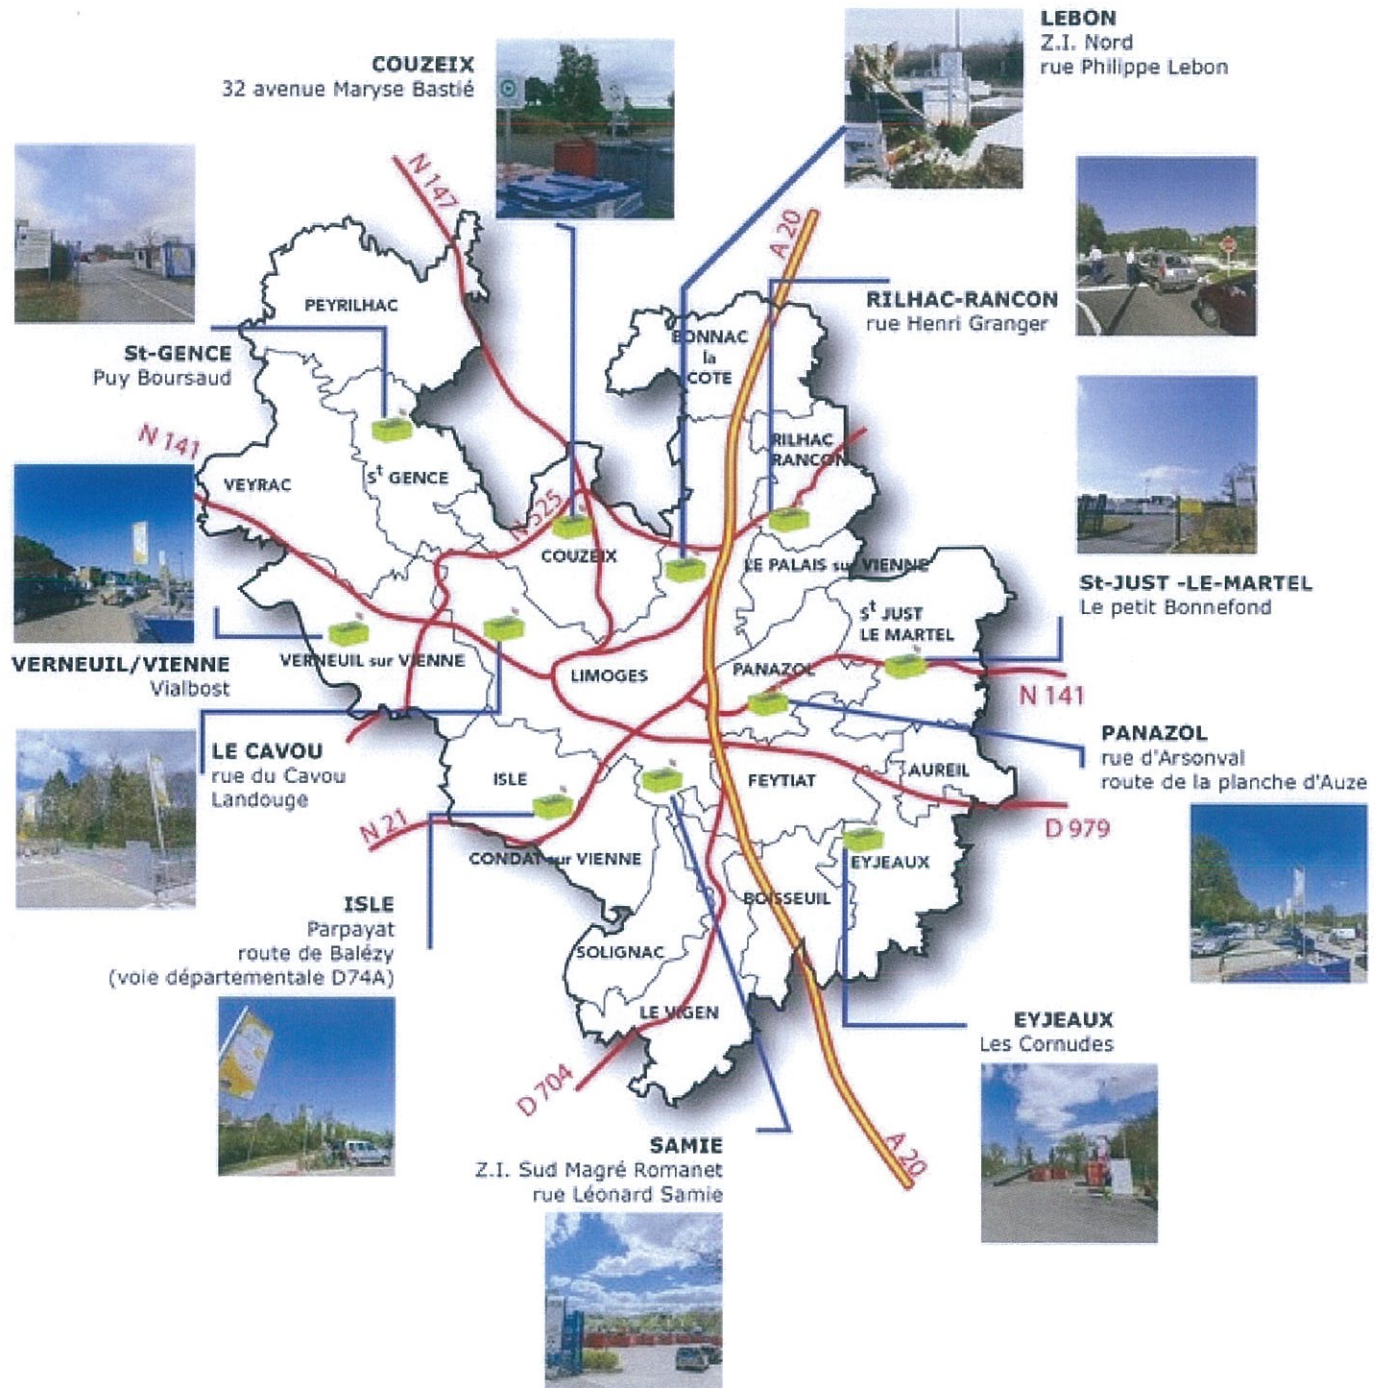 LEBON
Z.I. Nord
rue Philippe Lebon
COUZEIX
32 avenue Maryse Bastié
N 147
A 20
RILHAC-RANCON
rue Henri Granger
PEYRILHAC
BONNAC
la
COTE
St-GENCE
Puy Boursaud
N 141
RILHAC
RANCON
VEYRAC
St GENCE
N 525
COUZEIX
LE PALAIS sur VIENNE
St-JUST -LE-MARTEL
Le petit Bonnefond
St JUST
LE MARTEL
VERNEUIL/VIENNE
Vialbost
VERNEUIL sur VIENNE
LIMOGES
PANAZOL
N 141
LE CAVOU
rue du Cavou
Landouge
PANAZOL
rue d'Arsonval
route de la planche d'Auze
ISLE
FEYTIAT
AUREIL
N 21
D 979
CONDAT sur VIENNE
EYJEAUX
BOISSEUIL
ISLE
Parpayat
route de Balézy
(voie départementale D74A)
SOLIGNAC
LE VIGEN
EYJEAUX
Les Cornudes
D 704
A 20
SAMIE
Z.I. Sud Magré Romanet
rue Léonard Samie